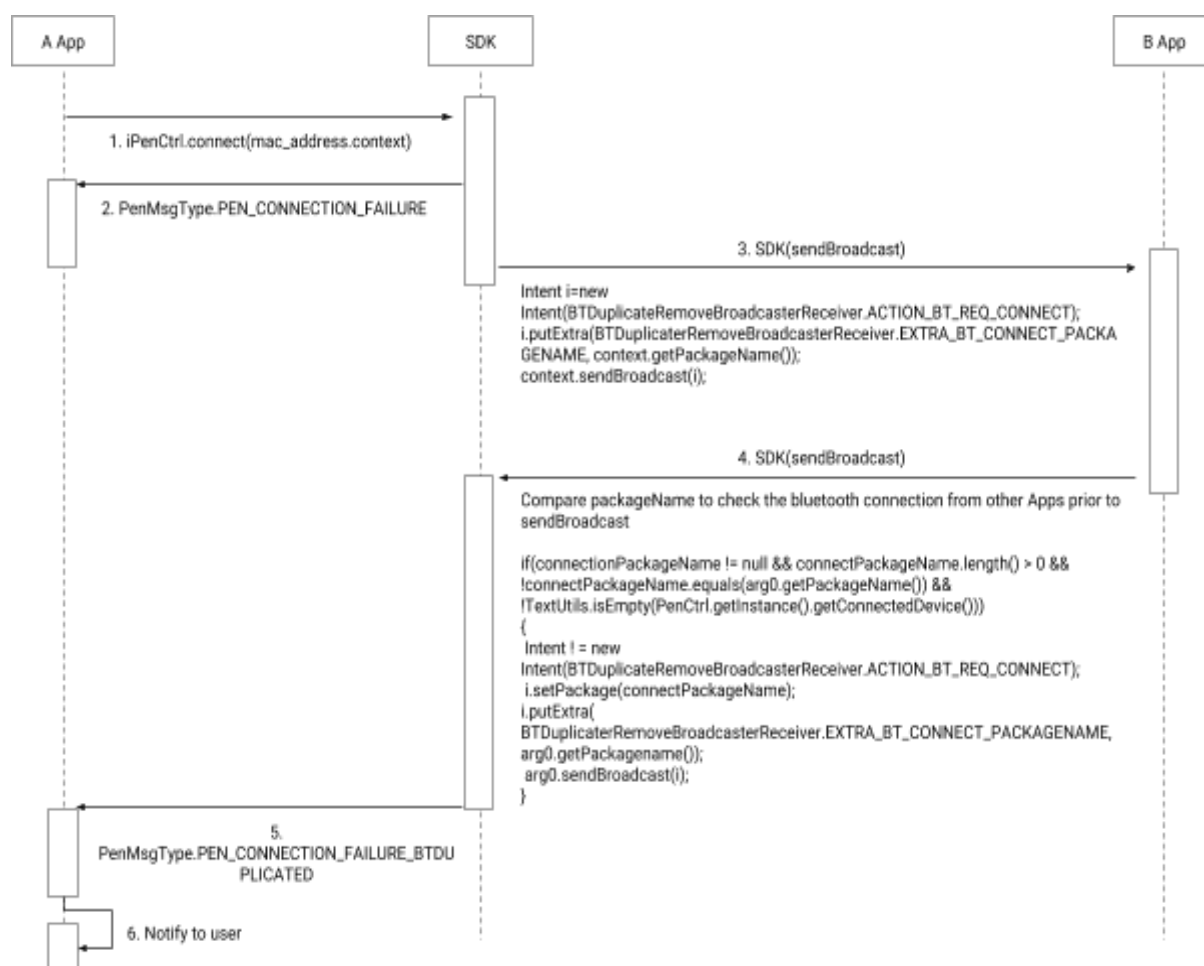 A App
SDK
B App
1. iPenCtrl.connect(mac_address.context)
2. PenMsgType.PEN_CONNECTION_FAILURE
3. SDK(sendBroadcast)
Intent i=new
Intent(BTDuplicateRemoveBroadcasterReceiver.ACTION_BT_REQ_CONNECT);
i.putExtra(BTDuplicaterRemoveBroadcasterReceiver.EXTRA_BT_CONNECT_PACKA
GENAME, context.getPackageName());
context.sendBroadcast(i);
4. SDK(sendBroadcast)
Compare packageName to check the bluetooth connection from other Apps prior to
sendBroadcast
if(connectionPackageName != null && connectPackageName.length() > 0 &&
!connectPackageName.equals(arg0.getPackageName()) &&
!TextUtils.isEmpty(PenCtrl.getInstance().getConnectedDevice()))
{
Intent ! = new
Intent(BTDuplicateRemoveBroadcasterReceiver.ACTION_BT_REQ_CONNECT);
i.setPackage(connectPackageName);
i.putExtra(
BTDuplicaterRemoveBroadcasterReceiver.EXTRA_BT_CONNECT_PACKAGENAME,
arg0.getPackagename());
arg0.sendBroadcast(i);
}
5.
PenMsgType.PEN_CONNECTION_FAILURE_BTDU
PLICATED
6. Notify to user